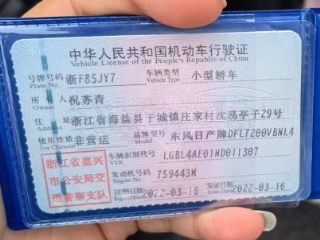 中华人民共和国机动车行驶证
Vehicle License of the People's Republic of China
号牌号码 浙F8SJY7 车辆类型 小型轿车
Plate No. Vehicle Type
所有人 祝苏青
Owner
住址 浙江省海盐县于城镇庄家村沈荡亭子29号
Address
使用性质 非营运 品牌型号 东风日产牌DFL7200VBNL4
Use Character Model
浙江省嘉兴 车辆识别代号 LGBL4AE01ND011307
市公安局交 VIN
通警察支队 发动机号码 759443M
Engine No.
注册日期 2022-03-16 发证日期 2022-03-16
Register Date Issue Date